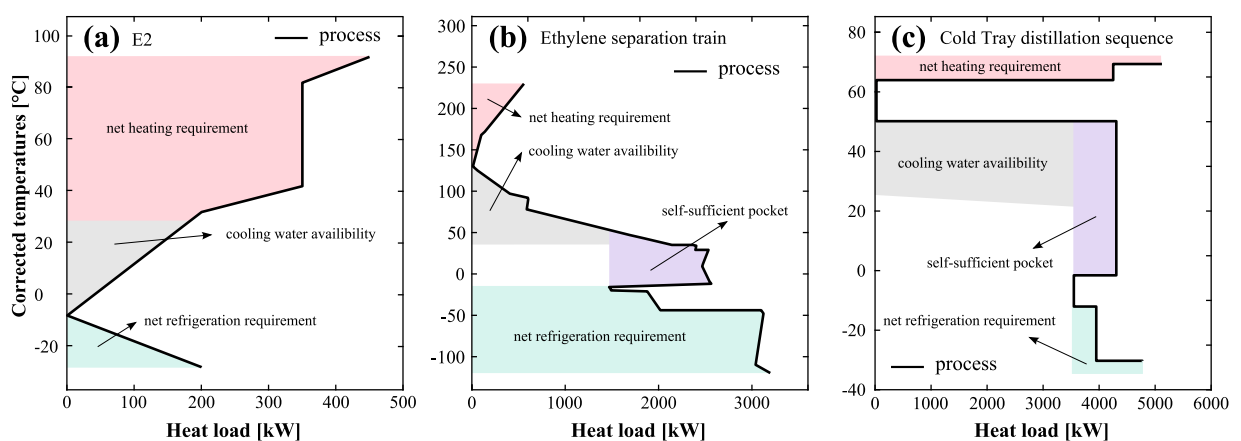 (a) E2
process
net heating requirement
cooling water availibility
net refrigeration requirement
Corrected temperatures [°C]
100
80
60
40
20
0
-20
0 100 200 300 400 500
Heat load [kW]
(b) Ethylene separation train
process
net heating requirement
cooling water availibility
self-sufficient pocket
net refrigeration requirement
300
250
200
150
100
50
0
-50
-100
0 1000 2000 3000
Heat load [kW]
(c) Cold Tray distillation sequence
net heating requirement
cooling water availibility
self-sufficient pocket
net refrigeration requirement
process
80
60
40
20
0
-20
-40
0 1000 2000 3000 4000 5000 6000
Heat load [kW]